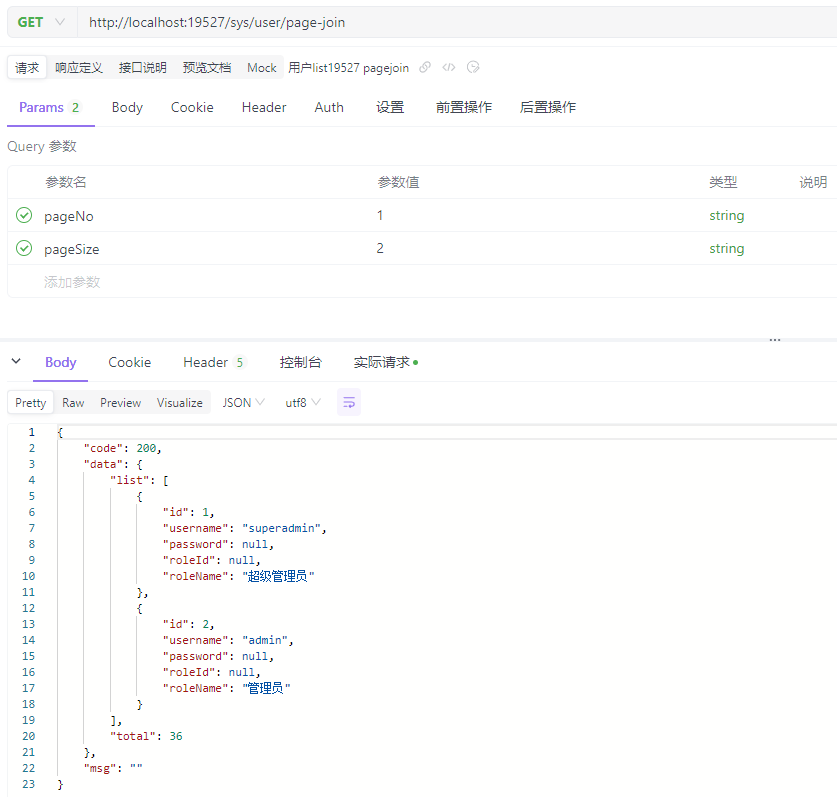 GET http://localhost:19527/sys/user/page-join
请求 响应定义 接口说明 预览文档 Mock 用户list19527 pagejoin
Params 2 Body Cookie Header Auth 设置 前置操作 后置操作
Query 参数
参数名 参数值 类型 说明
pageNo 1 string
pageSize 2 string
添加参数
Body Cookie Header 5 控制台 实际请求
Pretty Raw Preview Visualize JSON utf8
1 {
2 "code": 200,
3 "data": {
4 "list": [
5 {
6 "id": 1,
7 "username": "superadmin",
8 "password": null,
9 "roleId": null,
10 "roleName": "超级管理员"
11 },
12 {
13 "id": 2,
14 "username": "admin",
15 "password": null,
16 "roleId": null,
17 "roleName": "管理员"
18 }
19 ],
20 "total": 36
21 },
22 "msg": ""
23 }